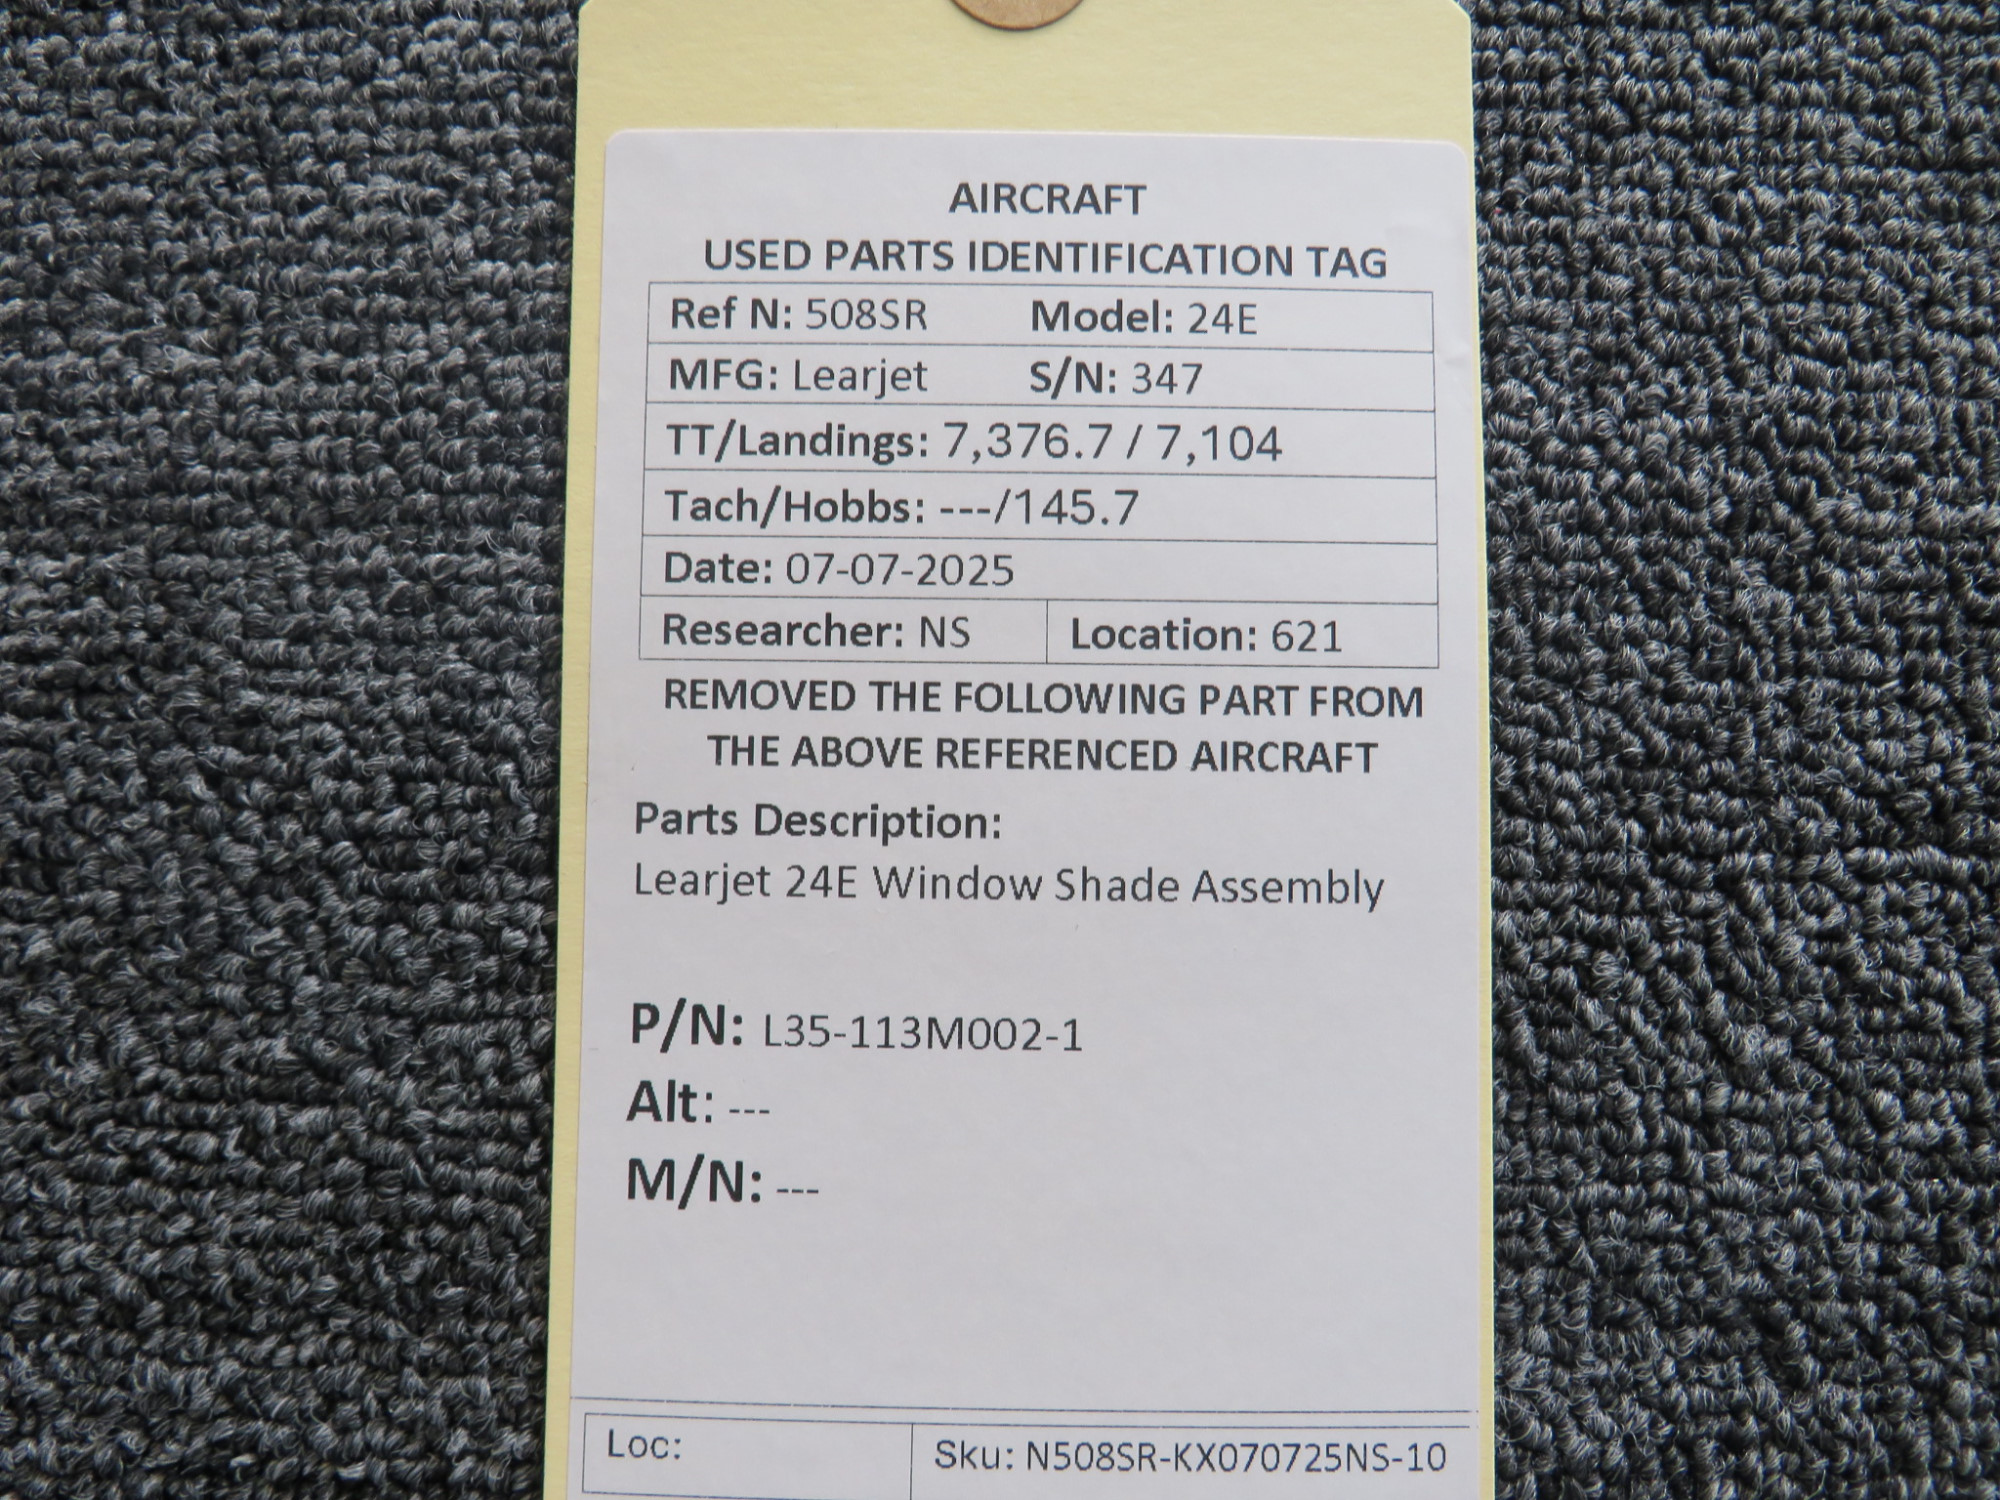 AIRCRAFT
USED PARTS IDENTIFICATION TAG
Ref N: 508SR Model: 24E
MFG: Learjet S/N: 347
TT/Landings: 7,376.7 / 7,104
Tach/Hobbs: ---/145.7
Date: 07-07-2025
Researcher: NS Location: 621
REMOVED THE FOLLOWING PART FROM
THE ABOVE REFERENCED AIRCRAFT
Parts Description:
Learjet 24E Window Shade Assembly
P/N: L35-113M002-1
Alt: ---
M/N: ---
Loc: Sku: N508SR-KX070725NS-10